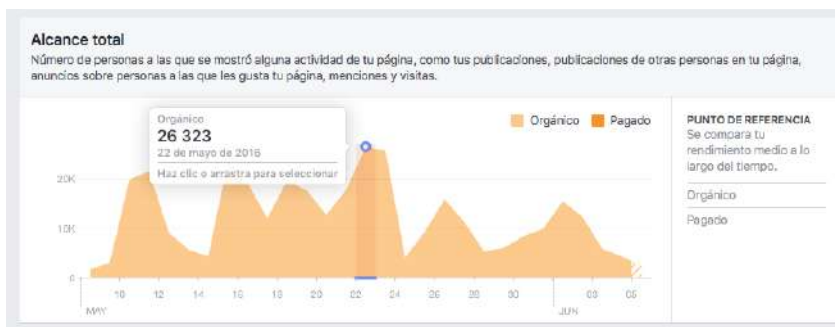 Alcance total
Número de personas a las que se mostró alguna actividad de tu página, como tus publicaciones, publicaciones de otras personas en tu página,
anuncios sobre personas a las que les gusta tu página, menciones y visitas.
Orgánico
26 323
22 de mayo de 2016
Haz clic o arrastra para seleccionar
Orgánico Pagado
PUNTO DE REFERENCIA
Se compara tu
rendimiento medio a lo
largo del tiempo.
Orgánico
Pagado
20K
10K
0
10 12 14 16 18 20 22 24 26 28 30 03 05
MAY JUN